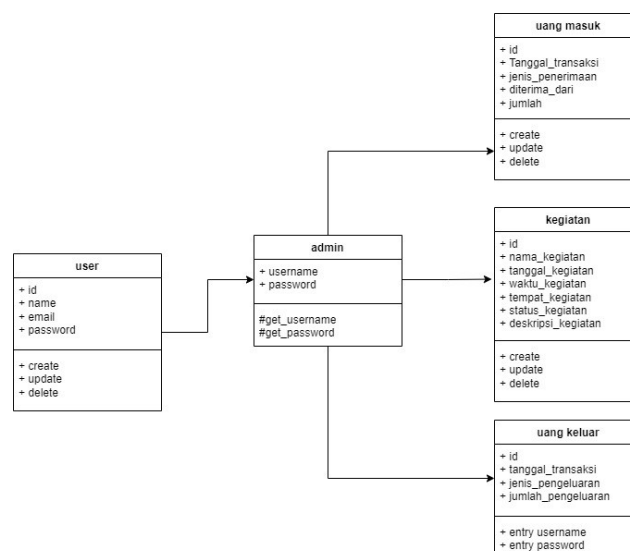 uang masuk
+ id
+ Tanggal_transaksi
+ jenis_penerimaan
+ diterima_dari
+ jumlah
+ create
+ update
+ delete
user
+ id
+ name
+ email
+ password
+ create
+ update
+ delete
admin
+ username
+ password
#get_username
#get_password
kegiatan
+ id
+ nama_kegiatan
+ tanggal_kegiatan
+ waktu_kegiatan
+ tempat_kegiatan
+ status_kegiatan
+ deskripsi_kegiatan
+ create
+ update
+ delete
uang keluar
+ id
+ tanggal_transaksi
+ jenis_pengeluaran
+ jumlah_pengeluaran
+ entry username
+ entry password